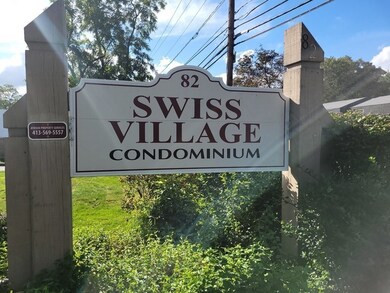 82
SWISS
VILLAGE
CONDOMINIUM
413-569-5557